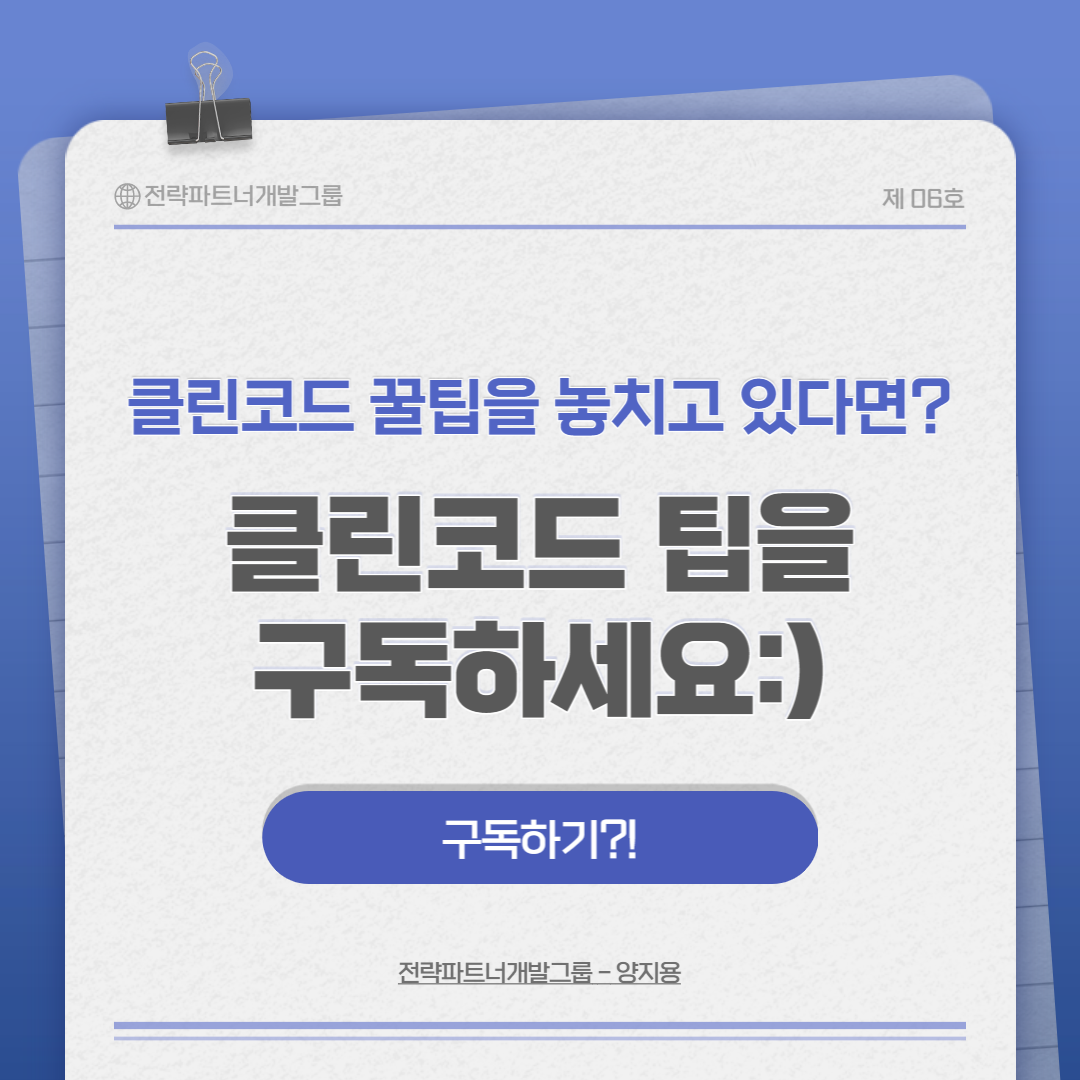 전략파트너개발그룹
제 06호
클린코드 꿀팁을 놓치고 있다면?
클린코드 팁을
구독하세요:)
구독하기?!
전략파트너개발그룹 - 양지용